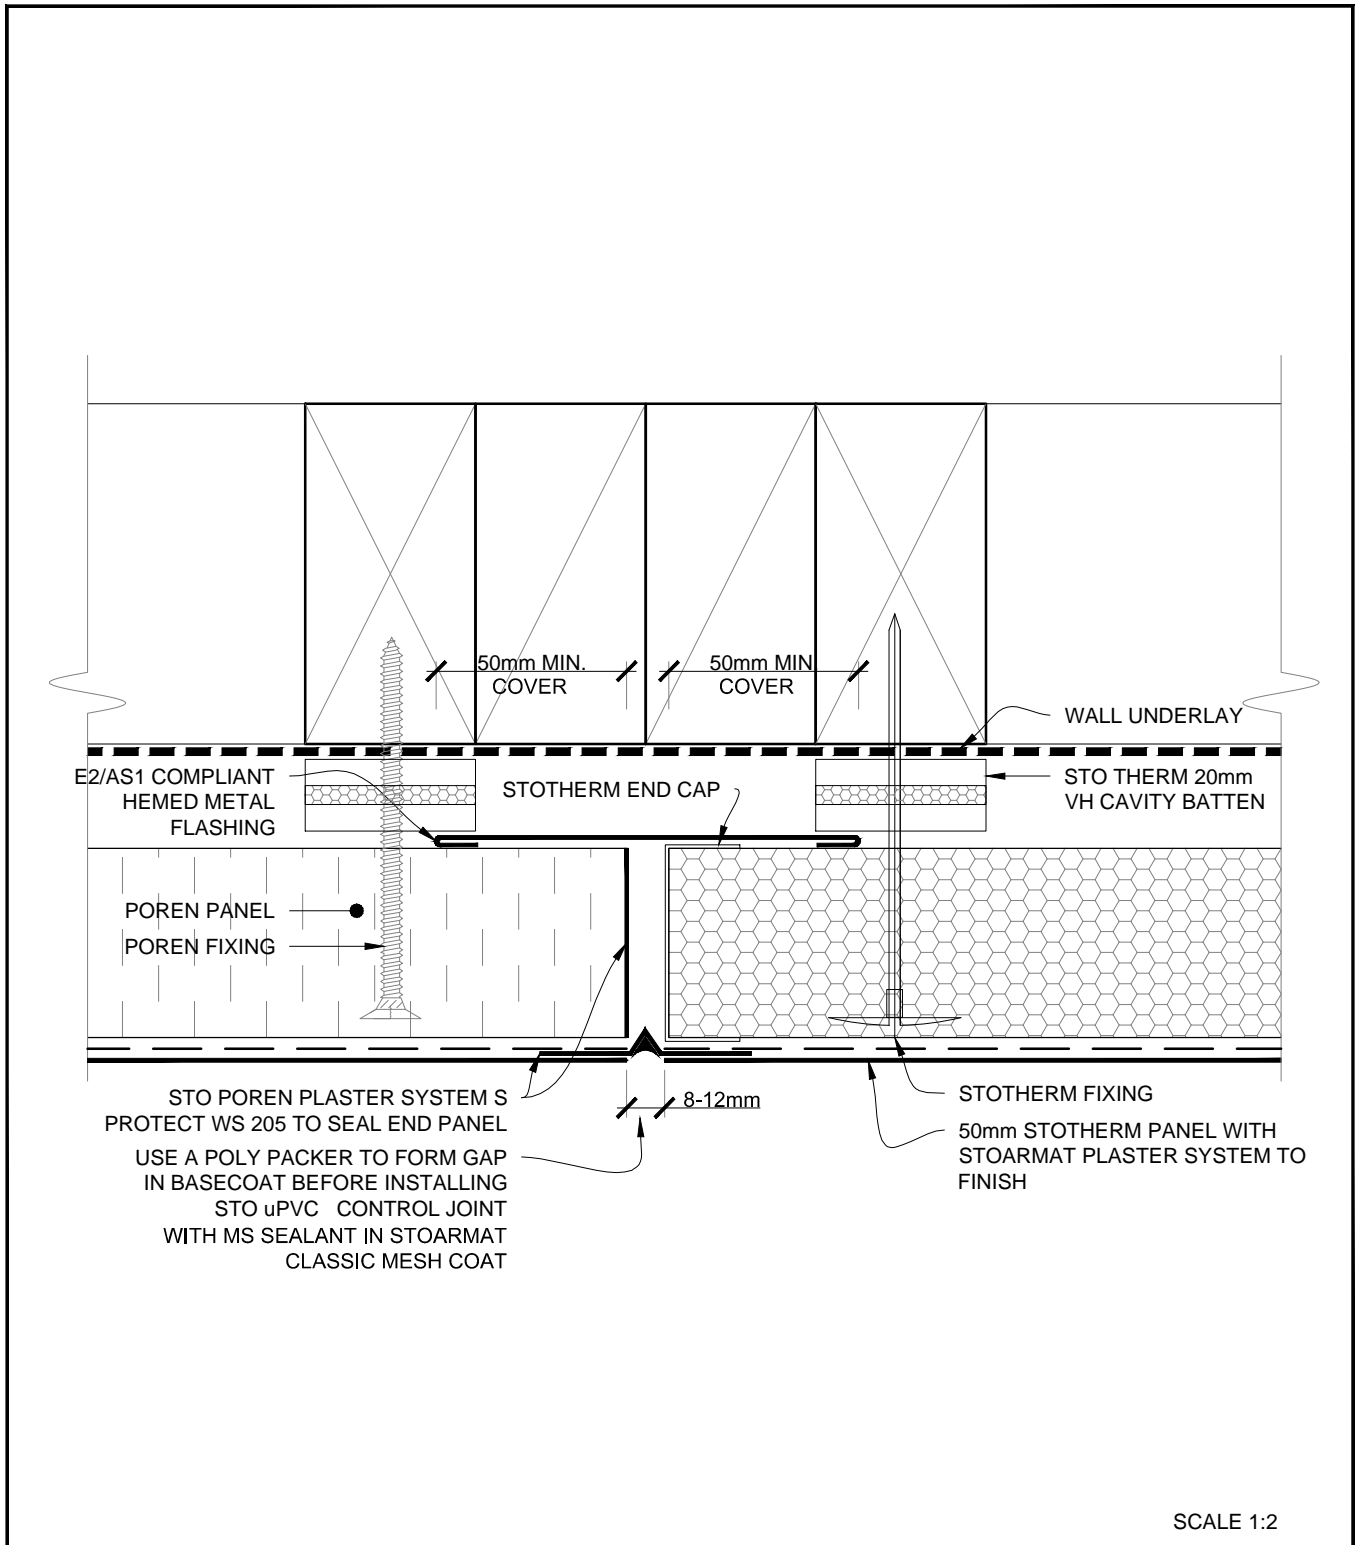 50mm MIN.
COVER
50mm MIN
COVER
WALL UNDERLAY
E2/AS1 COMPLIANT
HEMED METAL
FLASHING
STOTHERM END CAP
STO THERM 20mm
VH CAVITY BATTEN
POREN PANEL
POREN FIXING
STO POREN PLASTER SYSTEM S
PROTECT WS 205 TO SEAL END PANEL
8-12mm
STOTHERM FIXING
50mm STOTHERM PANEL WITH
STOARMAT PLASTER SYSTEM TO
FINISH
USE A POLY PACKER TO FORM GAP
IN BASECOAT BEFORE INSTALLING
STO uPVC CONTROL JOINT
WITH MS SEALANT IN STOARMAT
CLASSIC MESH COAT
SCALE 1:2